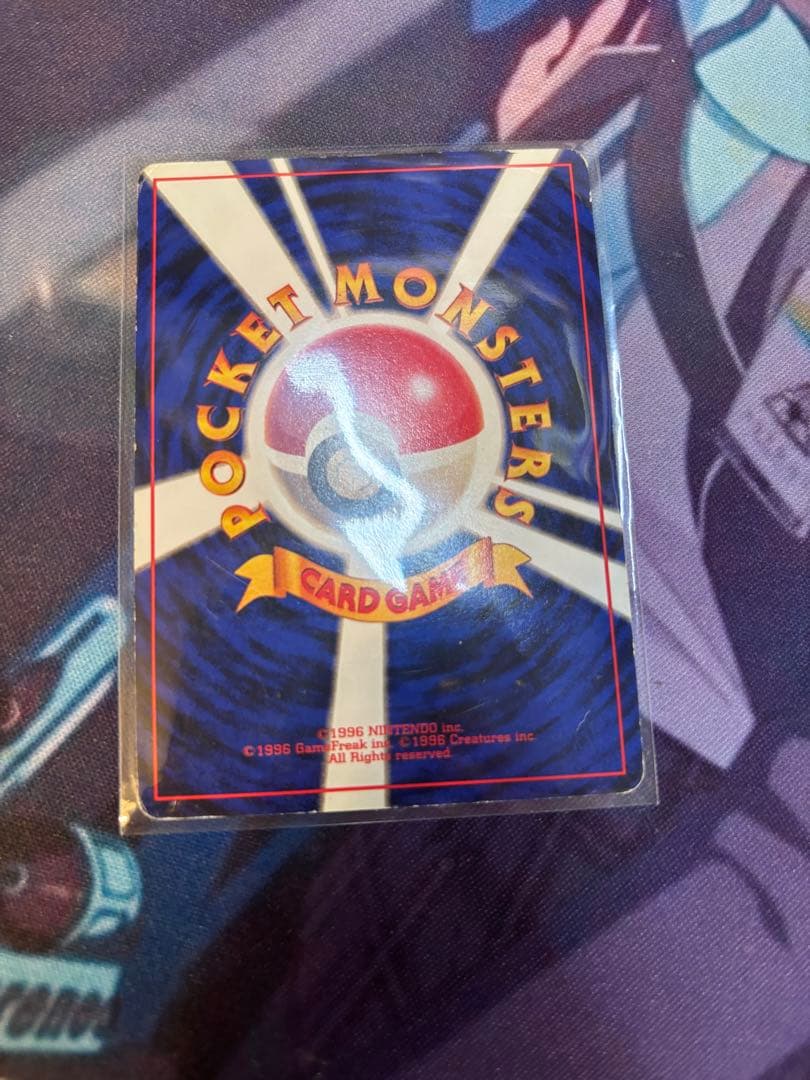 POCKET MONSTERS
CARD GAME
©1996 NINTENDO inc.
©1996 GameFreak inc. ©1996 Creatures inc.
All Rights reserved.